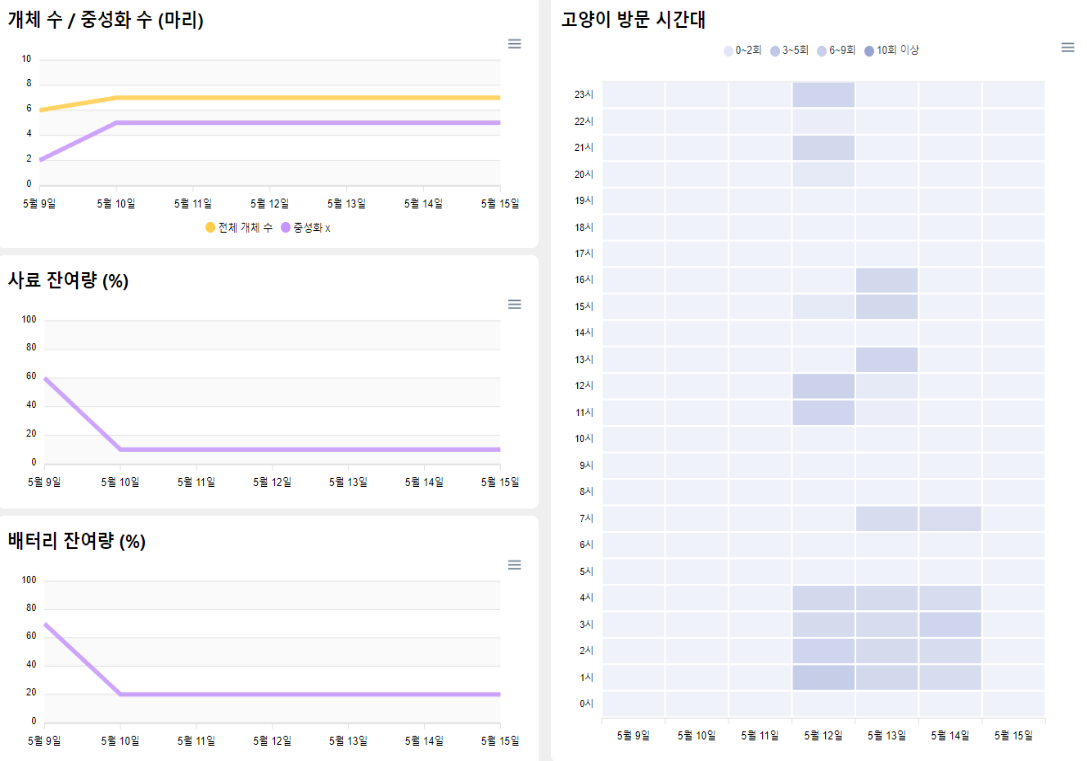 개체 수 / 중성화 수 (마리)
10
8
6
4
2
0
5월 9일 5월 10일 5월 11일 5월 12일 5월 13일 5월 14일 5월 15일
전체 개체 수 중성화 x
사료 잔여량 (%)
100
80
60
40
20
0
5월 9일 5월 10일 5월 11일 5월 12일 5월 13일 5월 14일 5월 15일
배터리 잔여량 (%)
100
80
60
40
20
0
5월 9일 5월 10일 5월 11일 5월 12일 5월 13일 5월 14일 5월 15일
고양이 방문 시간대
0~2회 3~5회 6~9회 10회 이상
23시
22시
21시
20시
19시
18시
17시
16시
15시
14시
13시
12시
11시
10시
9시
8시
7시
6시
5시
4시
3시
2시
1시
0시
5월 9일 5월 10일 5월 11일 5월 12일 5월 13일 5월 14일 5월 15일